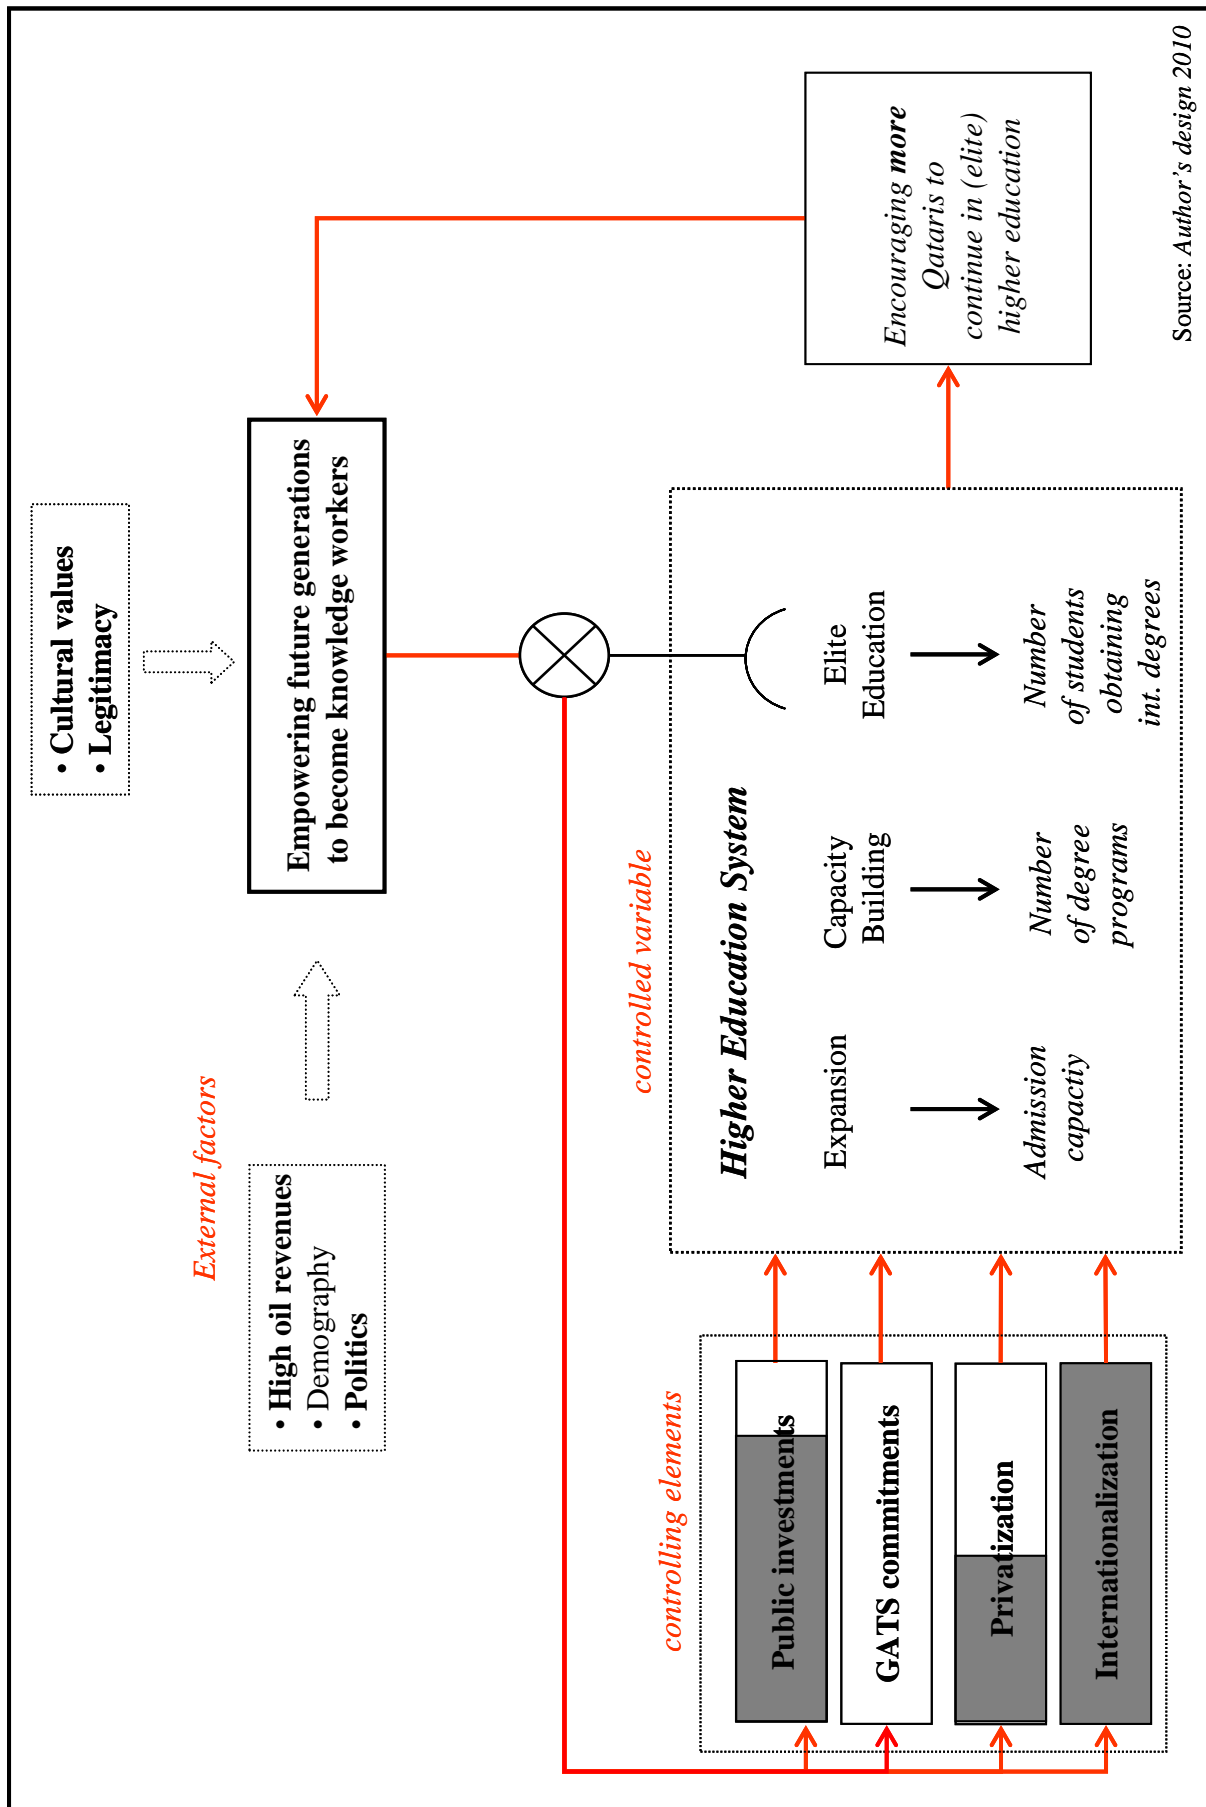 • Cultural values
• Legitimacy
External factors
• High oil revenues
• Demography
• Politics
Empowering future generations
to become knowledge workers
controlling elements
Public investments
GATS commitments
Privatization
Internationalization
controlled variable
Higher Education System
Expansion
Admission
capactiy
Capacity
Building
Number
of degree
programs
Elite
Education
Number
of students
obtaining
int. degrees
Encouraging more
Qataris to
continue in (elite)
higher education
Source: Author's design 2010